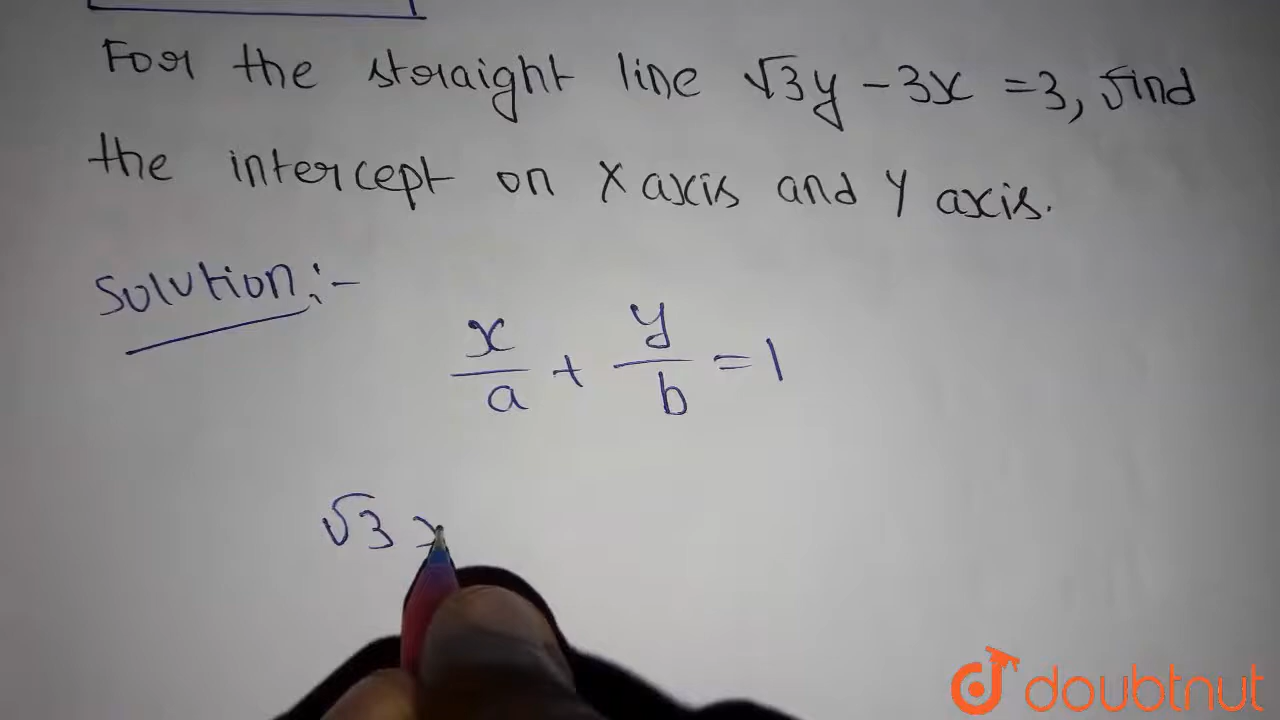 For the straight line √3y - 3x = 3, find
the intercept on X axis and Y axis.
Solution:-
x/a + y/b = 1
√3 x
doubtnut